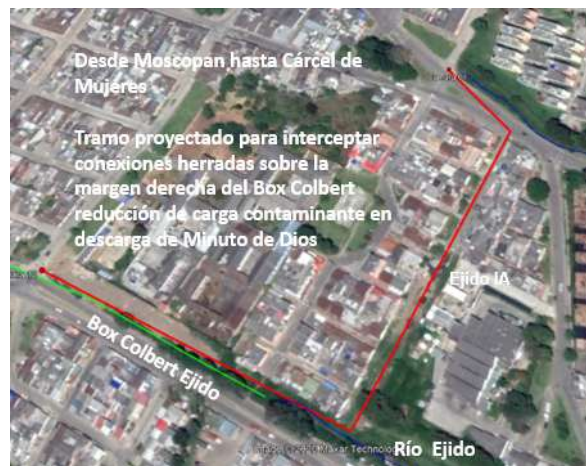 Desde Moscopan hasta Cárcel de
Mujeres
Tramo proyectado para interceptar
conexiones herradas sobre la
margen derecha del Box Colbert
reducción de carga contaminante en
descarga de Minuto de Dios
Ejido IA
Box Colbert Ejido
Río Ejido